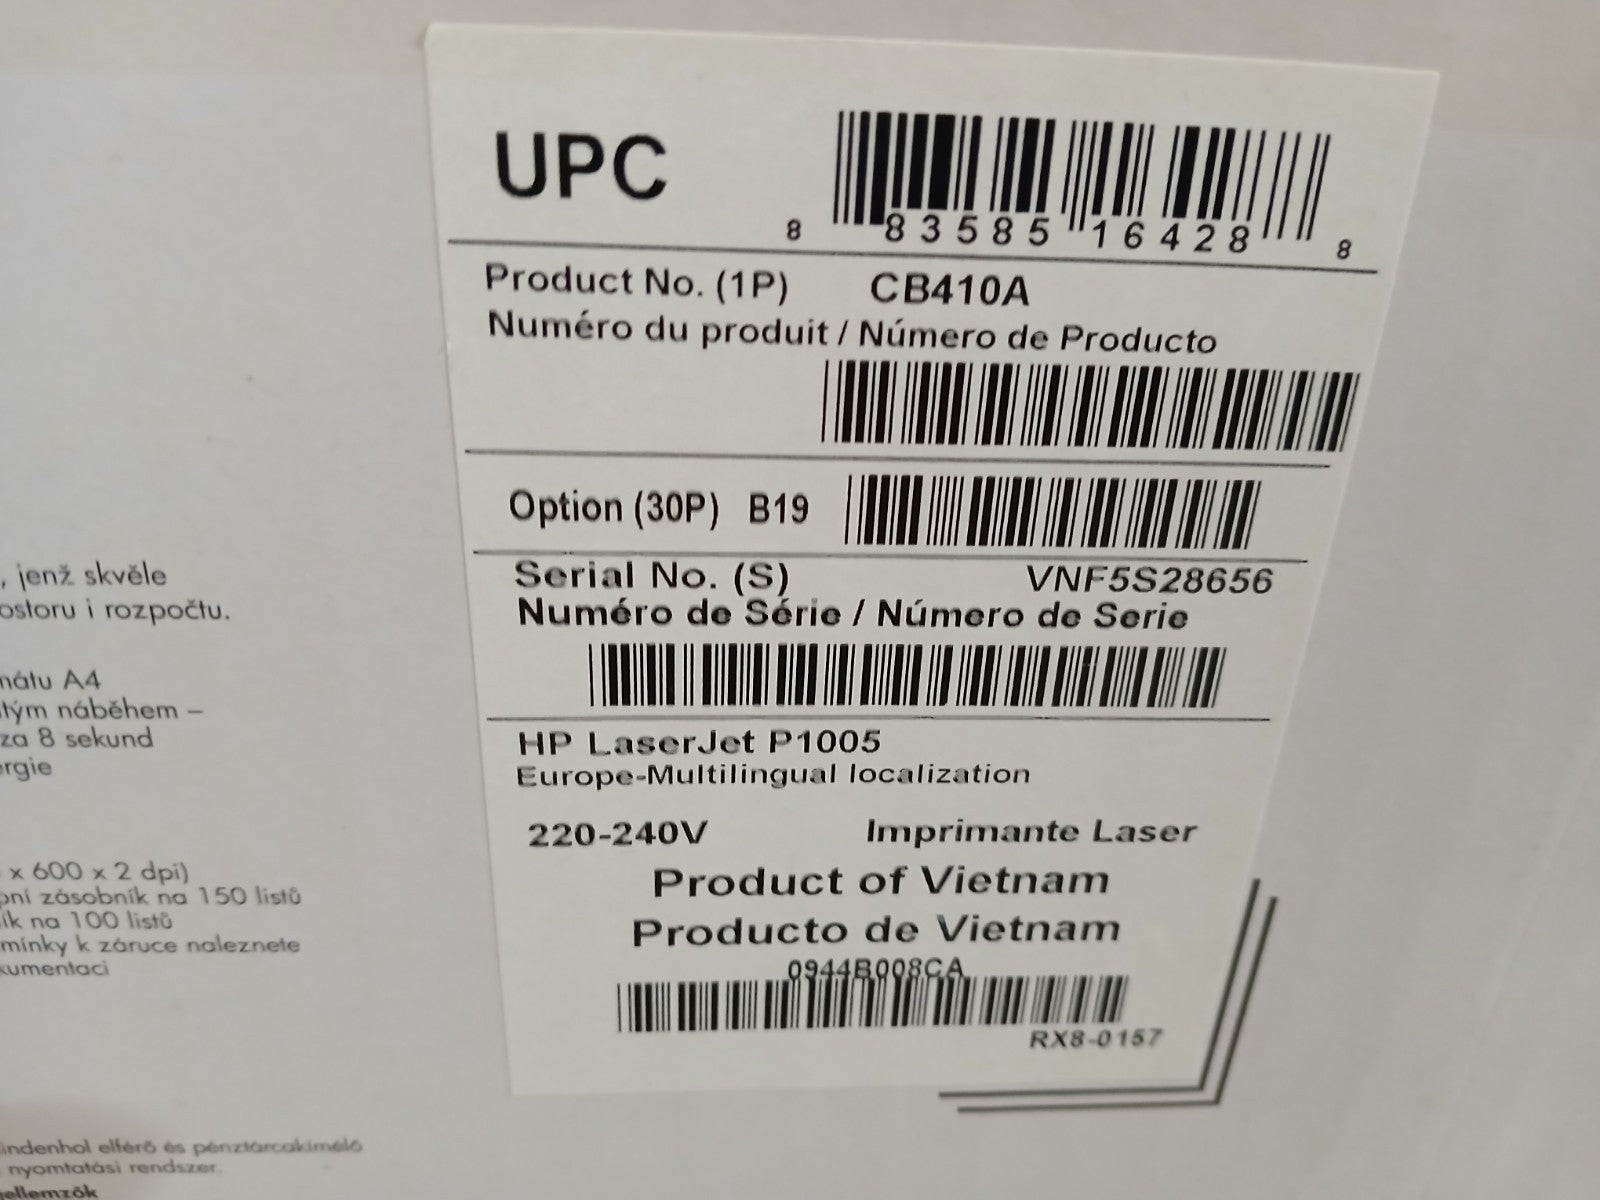 UPC
8 83585 16428 8
Product No. (1P) CB410A
Numéro du produit / Número de Producto
Option (30P) B19
Serial No. (S) VNF5S28656
Numéro de Série / Número de Serie
HP LaserJet P1005
Europe-Multilingual localization
220-240V Imprimante Laser
Product of Vietnam
Producto de Vietnam
0944B008CA
RX8-0157
, jenž skvěle
ostoru i rozpočtu.
mátu A4
tým náběhem –
za 8 sekund
rgie
x 600 x 2 dpi)
pní zásobník na 150 listů
ík na 100 listů
mínky k záruce naleznete
kumentaci
indenhol elférő és pénztárcakímélő
nyomtatási rendszer.
jellemzők